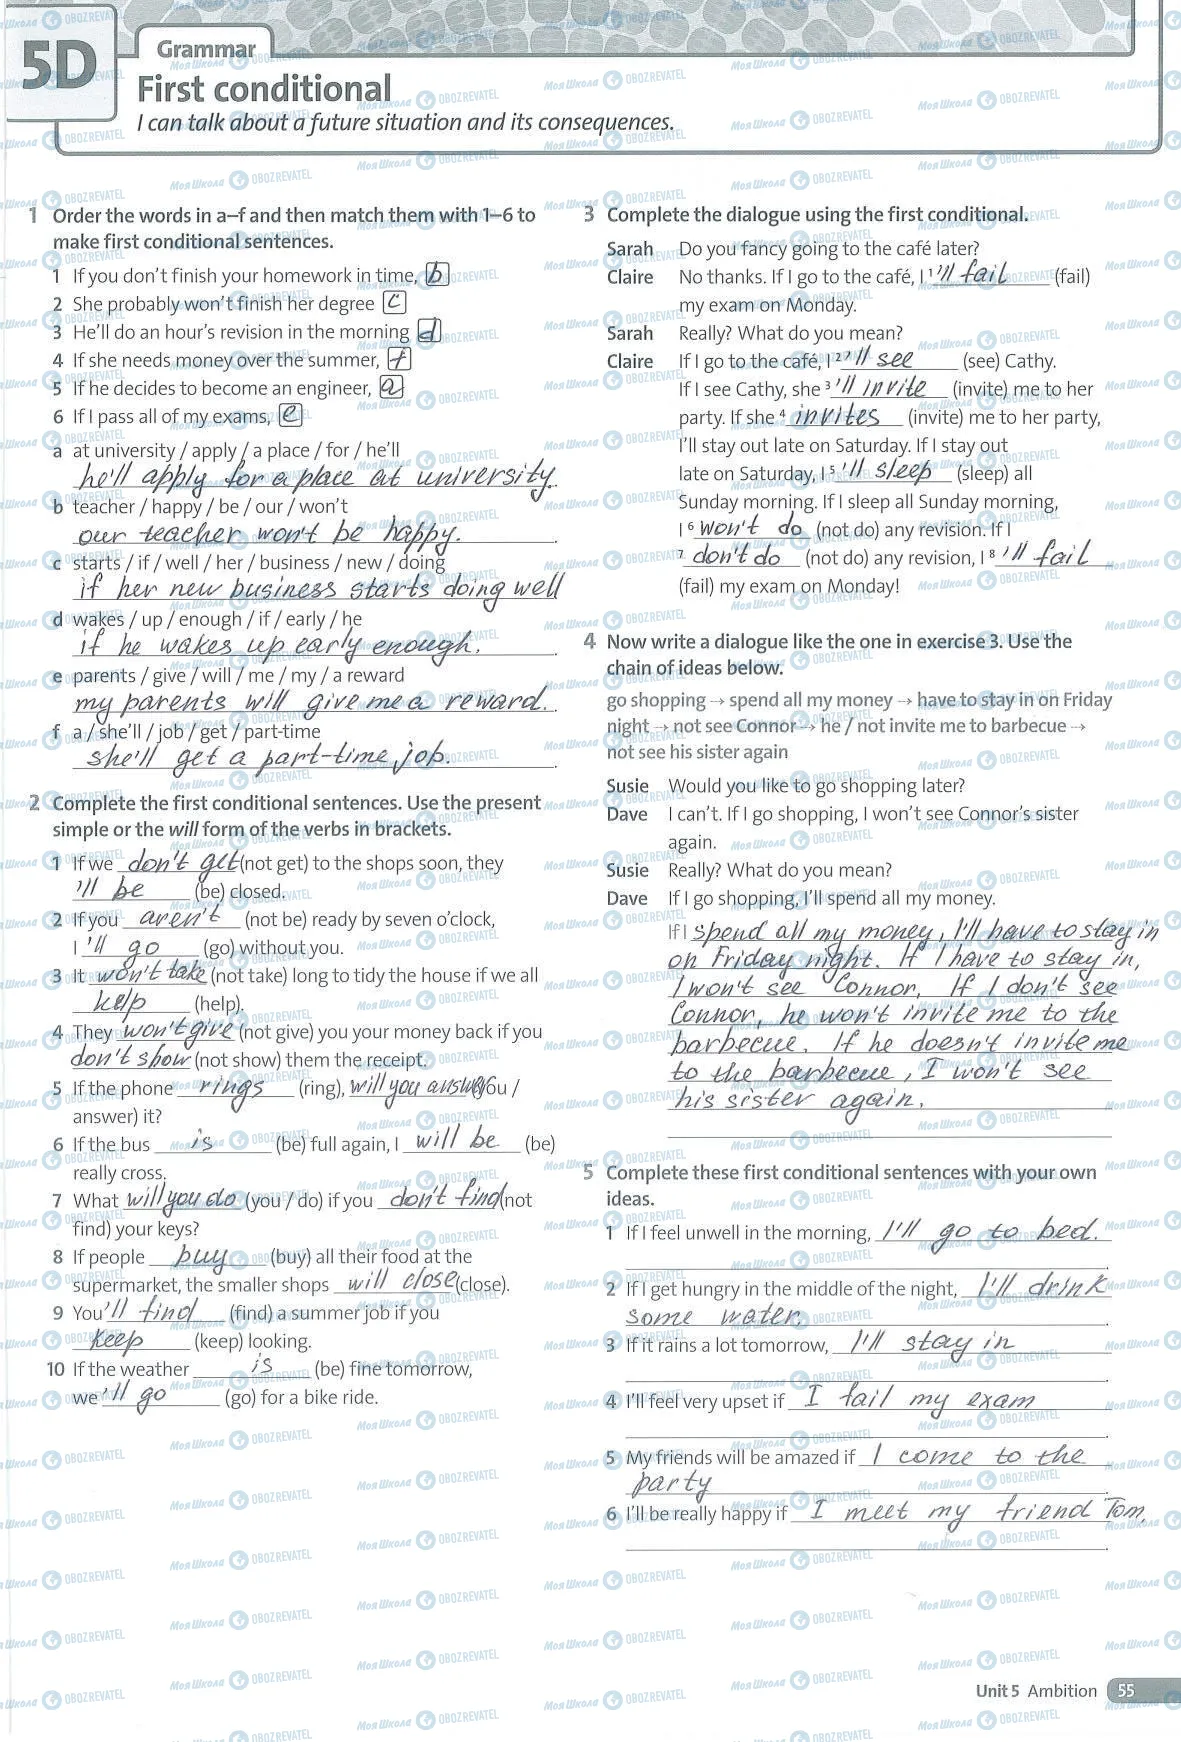 5D
Grammar
First conditional
I can talk about a future situation and its consequences.
1 Order the words in a–f and then match them with 1–6 to
make first conditional sentences.
1 If you don't finish your homework in time, b
2 She probably won't finish her degree c
3 He'll do an hour's revision in the morning d
4 If she needs money over the summer, f
5 If he decides to become an engineer, a
6 If I pass all of my exams, e
a at university / apply / a place / for / he'll
he'll apply for a place at university.
b teacher / happy / be / our / won't
our teacher won't be happy.
c starts / if / well / her / business / new / doing
if her new business starts doing well
d wakes / up / enough / if / early / he
if he wakes up early enough.
e parents / give / will / me / my / a reward
my parents will give me a reward.
f a / she'll / job / get / part-time
she'll get a part-time job.
2 Complete the first conditional sentences. Use the present
simple or the will form of the verbs in brackets.
1 If we don't get (not get) to the shops soon, they
'll be (be) closed.
2 If you aren't (not be) ready by seven o'clock,
I 'll go (go) without you.
3 It won't take (not take) long to tidy the house if we all
help (help).
4 They won't give (not give) you your money back if you
don't show (not show) them the receipt.
5 If the phone rings (ring), will you answer (you /
answer) it?
6 If the bus is (be) full again, I will be (be)
really cross.
7 What will you do (you / do) if you don't find (not
find) your keys?
8 If people buy (buy) all their food at the
supermarket, the smaller shops will close (close).
9 You 'll find (find) a summer job if you
keep (keep) looking.
10 If the weather is (be) fine tomorrow,
we 'll go (go) for a bike ride.
3 Complete the dialogue using the first conditional.
Sarah Do you fancy going to the café later?
Claire No thanks. If I go to the café, I 1 'll fail (fail)
my exam on Monday.
Sarah Really? What do you mean?
Claire If I go to the café, I 2 'll see (see) Cathy.
If I see Cathy, she 3 'll invite (invite) me to her
party. If she 4 invites (invite) me to her party,
I'll stay out late on Saturday. If I stay out
late on Saturday, I 5 'll sleep (sleep) all
Sunday morning. If I sleep all Sunday morning,
I 6 won't do (not do) any revision. If I
7 don't do (not do) any revision, I 8 'll fail
(fail) my exam on Monday!
4 Now write a dialogue like the one in exercise 3. Use the
chain of ideas below.
go shopping → spend all my money → have to stay in on Friday
night → not see Connor → he / not invite me to barbecue →
not see his sister again
Susie Would you like to go shopping later?
Dave I can't. If I go shopping, I won't see Connor's sister
again.
Susie Really? What do you mean?
Dave If I go shopping, I'll spend all my money.
If I spend all my money, I'll have to stay in
on Friday night. If I have to stay in,
I won't see Connor. If I don't see
Connor, he won't invite me to the
barbecue. If he doesn't invite me
to the barbecue, I won't see
his sister again.
5 Complete these first conditional sentences with your own
ideas.
1 If I feel unwell in the morning, I'll go to bed.
2 If I get hungry in the middle of the night, I'll drink
some water.
3 If it rains a lot tomorrow, I'll stay in
4 I'll feel very upset if I fail my exam
5 My friends will be amazed if I come to the
party
6 I'll be really happy if I meet my friend Tom.
Unit 5 Ambition 55
Моя Школа OBOZREVATEL